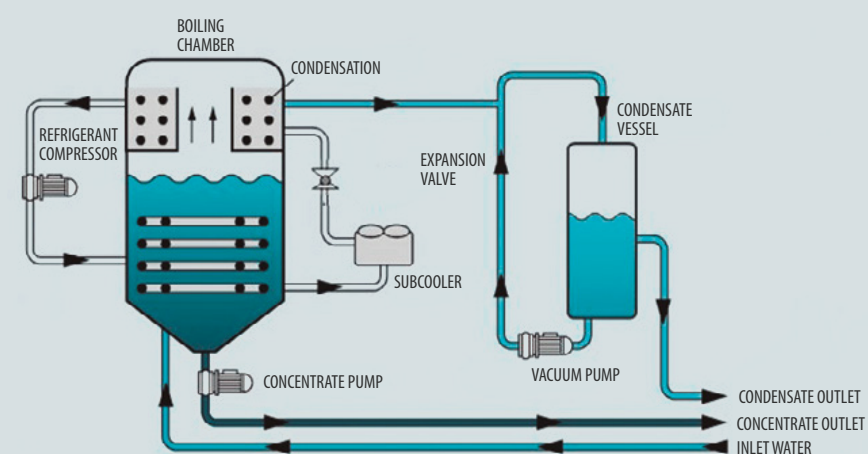 BOILING
CHAMBER
CONDENSATION
REFRIGERANT
COMPRESSOR
CONDENSATE
VESSEL
EXPANSION
VALVE
SUBCOOLER
VACUUM PUMP
CONCENTRATE PUMP
CONDENSATE OUTLET
CONCENTRATE OUTLET
INLET WATER